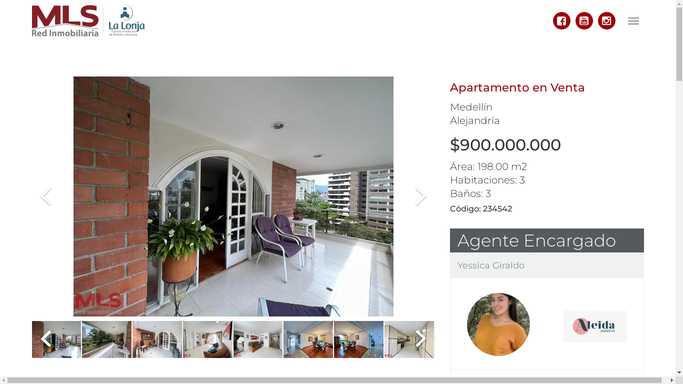 MLS
Red Inmobiliaria
La Lonja
Apartamento en Venta
Medellín
Alejandría
$900.000.000
Área: 198.00 m2
Habitaciones: 3
Baños: 3
Código: 234542
Agente Encargado
Yessica Giraldo
MLS
Aleida